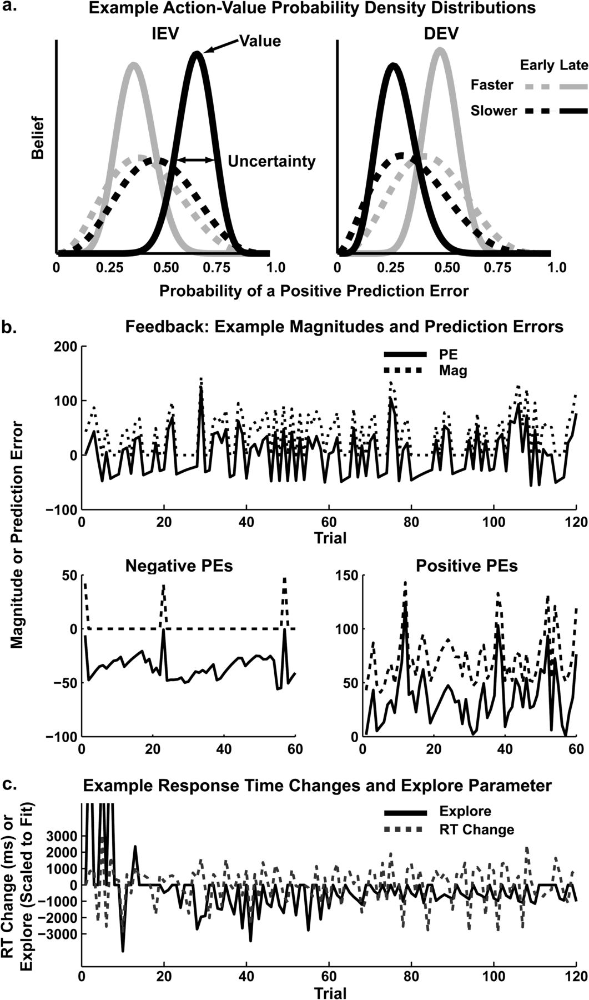 a.
Example Action-Value Probability Density Distributions
IEV
DEV
Value
Uncertainty
Early Late
Faster
Slower
Belief
0 0.25 0.50 0.75 1.0
0 0.25 0.50 0.75 1.0
Probability of a Positive Prediction Error
b.
Feedback: Example Magnitudes and Prediction Errors
PE
Mag
200
100
0
−100
0 20 40 60 80 100 120
Trial
Magnitude or Prediction Error
Negative PEs
50
0
−50
−100
0 20 40 60
Positive PEs
150
100
50
0
0 20 40 60
c.
Example Response Time Changes and Explore Parameter
Explore
RT Change
RT Change (ms) or
Explore (Scaled to Fit)
3000
2000
1000
0
−1000
−2000
−3000
0 20 40 60 80 100 120
Trial